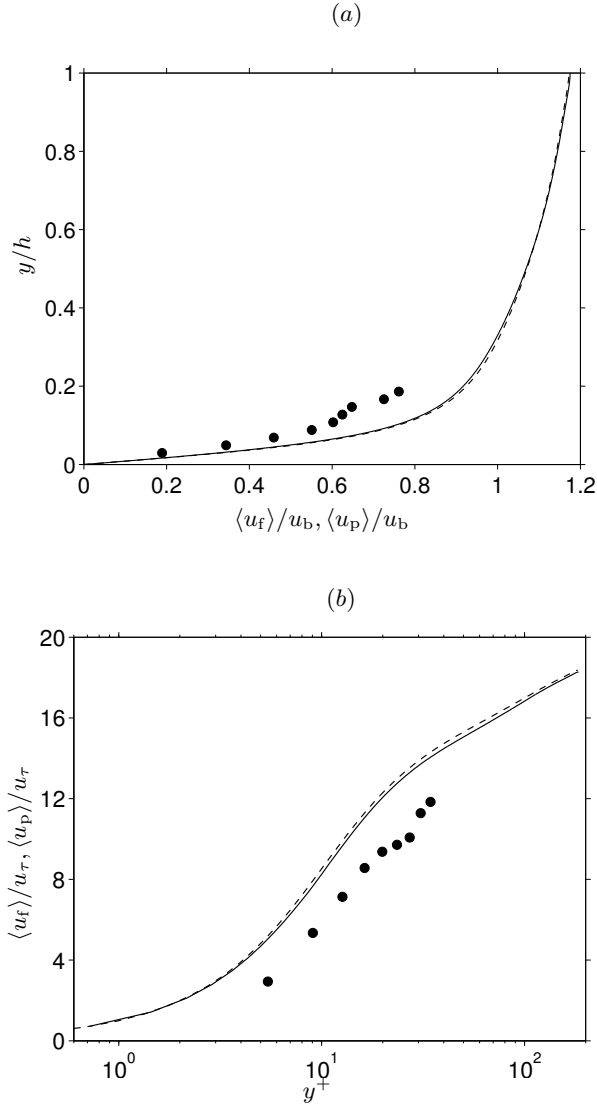 (a)
1
0.8
0.6
0.4
0.2
0
y/h
0 0.2 0.4 0.6 0.8 1 1.2
⟨u_f⟩/u_b, ⟨u_p⟩/u_b
(b)
20
16
12
8
4
0
⟨u_f⟩/u_τ, ⟨u_p⟩/u_τ
10^0 10^1 10^2
y^+